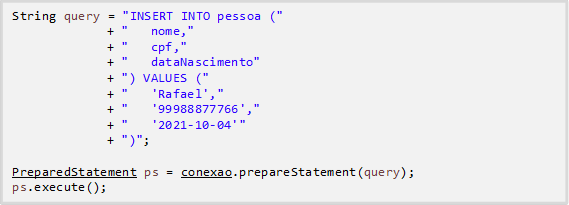 String query = "INSERT INTO pessoa ("
+ "   nome,"
+ "   cpf,"
+ "   dataNascimento"
+ ") VALUES ("
+ "   'Rafael',"
+ "   '99988877766',"
+ "   '2021-10-04'"
+ ")";
PreparedStatement ps = conexao.prepareStatement(query);
ps.execute();